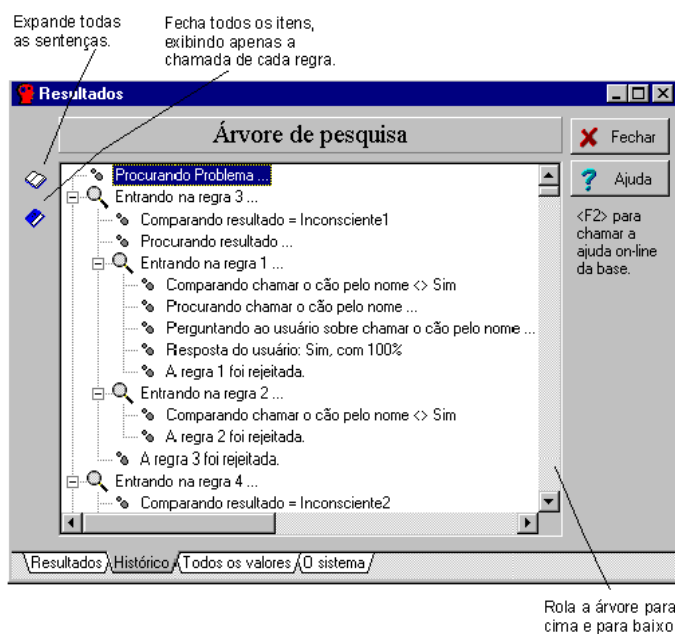 Expande todas
as sentenças.
Fecha todos os itens,
exibindo apenas a
chamada de cada regra.
Resultados
Árvore de pesquisa
Fechar
Ajuda
<F2> para
chamar a
ajuda on-line
da base.
Procurando Problema ...
Entrando na regra 3 ...
Comparando resultado = Inconsciente1
Procurando resultado ...
Entrando na regra 1 ...
Comparando chamar o cão pelo nome <> Sim
Procurando chamar o cão pelo nome ...
Perguntando ao usuário sobre chamar o cão pelo nome ...
Resposta do usuário: Sim, com 100%
A regra 1 foi rejeitada.
Entrando na regra 2 ...
Comparando chamar o cão pelo nome <> Sim
A regra 2 foi rejeitada.
A regra 3 foi rejeitada.
Entrando na regra 4 ...
Comparando resultado = Inconsciente2
Resultados Histórico Todos os valores O sistema
Rola a árvore para
cima e para baixo